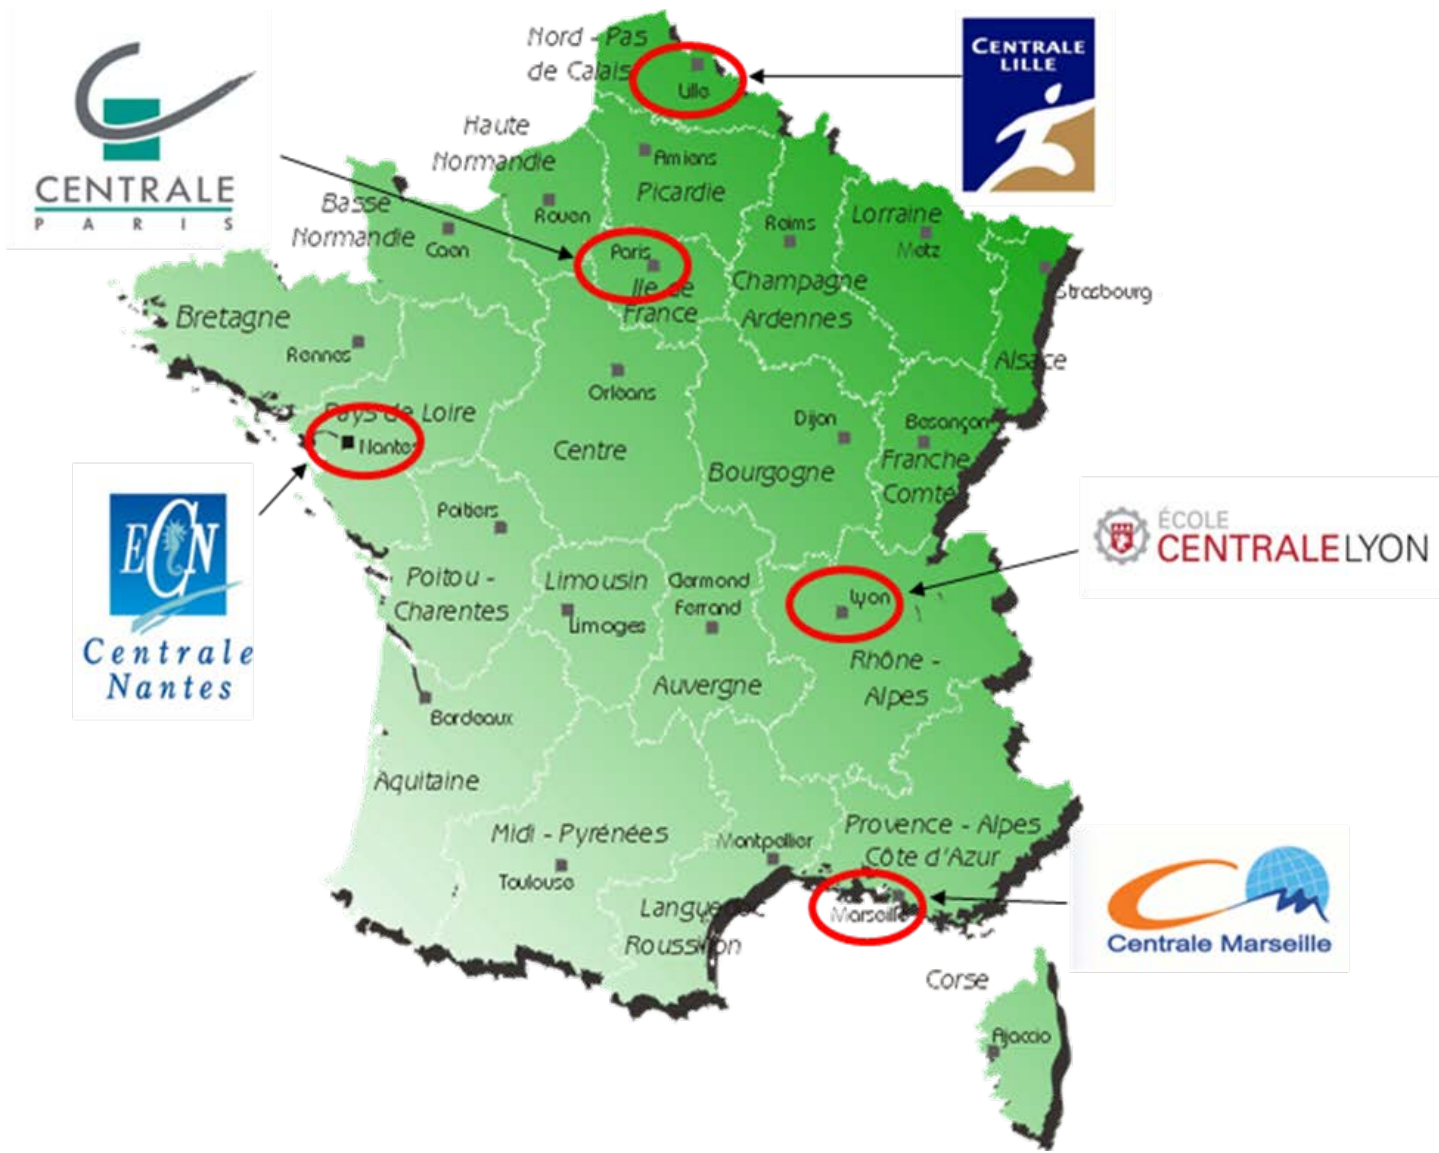 Nord - Pas
de Calais
Lille
CENTRALE
LILLE
CENTRALE
PARIS
Haute
Normandie
Amiens
Picardie
Basse
Normandie
Rouen
Caen
Reims
Lorraine
Metz
Paris
Ile de
France
Champagne
Ardennes
Strasbourg
Alsace
Bretagne
Rennes
Orléans
Pays de Loire
Nantes
Centre
Dijon
Bourgogne
Besançon
Franche
Comté
ECN
Centrale
Nantes
Poitiers
Poitou -
Charentes
Limousin
Limoges
Clermond
Ferrand
Auvergne
Lyon
Rhône -
Alpes
ÉCOLE
CENTRALELYON
Bordeaux
Aquitaine
Midi - Pyrénées
Toulouse
Montpellier
Provence - Alpes
Côte d'Azur
Languedoc
Roussillon
Marseille
Centrale Marseille
Corse
Ajaccio